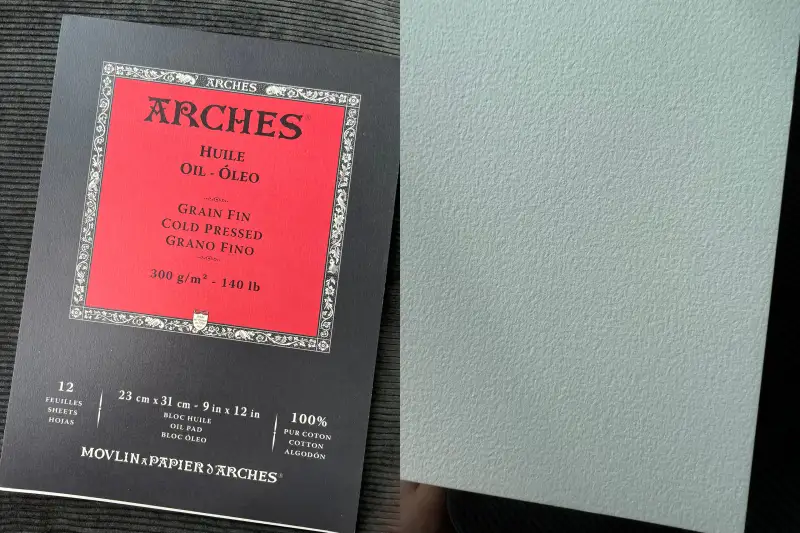 ARCHES
ARCHES®
HUILE
OIL - ÓLEO
GRAIN FIN
COLD PRESSED
GRANO FINO
300 g/m² - 140 lb
12
FEUILLES
SHEETS
HOJAS
23 cm x 31 cm - 9 in x 12 in
BLOC HUILE
OIL PAD
BLOC ÓLEO
100%
PUR COTON
COTTON
ALGODÓN
MOVLIN A PAPIER D ARCHES®